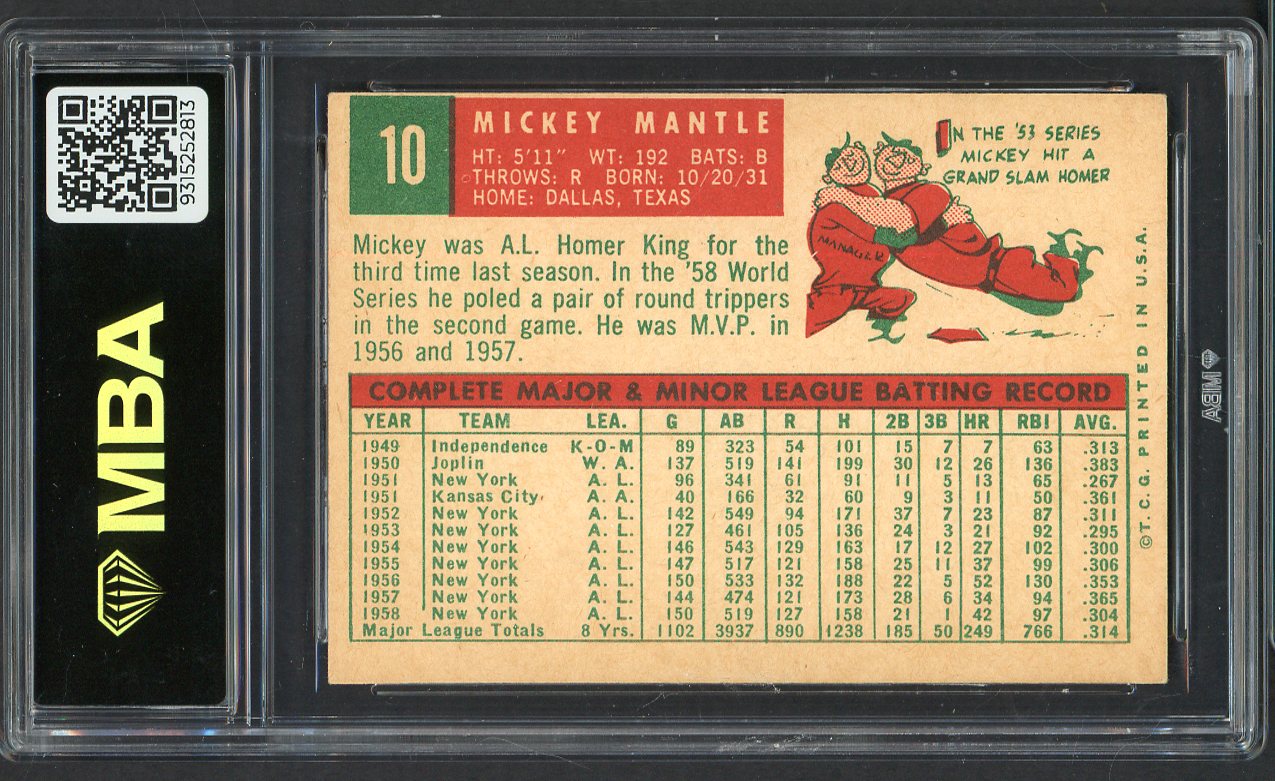 9315252813
MBA
10
MICKEY MANTLE
HT: 5'11" WT: 192 BATS: B
THROWS: R BORN: 10/20/31
HOME: DALLAS, TEXAS
IN THE '53 SERIES
MICKEY HIT A
GRAND SLAM HOMER
MANAGER
Mickey was A.L. Homer King for the
third time last season. In the '58 World
Series he poled a pair of round trippers
in the second game. He was M.V.P. in
1956 and 1957.
COMPLETE MAJOR & MINOR LEAGUE BATTING RECORD
YEAR TEAM LEA. G AB R H 2B 3B HR RBI AVG.
1949 Independence K-O-M 89 323 54 101 15 7 7 63 .313
1950 Joplin W. A. 137 519 141 199 30 12 26 136 .383
1951 New York A. L. 96 341 61 91 11 5 13 65 .267
1951 Kansas City A. A. 40 166 32 60 9 3 11 50 .361
1952 New York A. L. 142 549 94 171 37 7 23 87 .311
1953 New York A. L. 127 461 105 136 24 3 21 92 .295
1954 New York A. L. 146 543 129 163 17 12 27 102 .300
1955 New York A. L. 147 517 121 158 25 11 37 99 .306
1956 New York A. L. 150 533 132 188 22 5 52 130 .353
1957 New York A. L. 144 474 121 173 28 6 34 94 .365
1958 New York A. L. 150 519 127 158 21 1 42 97 .304
Major League Totals 8 Yrs. 1102 3937 890 1238 185 50 249 766 .314
©T.C.G. PRINTED IN U.S.A.
MBA